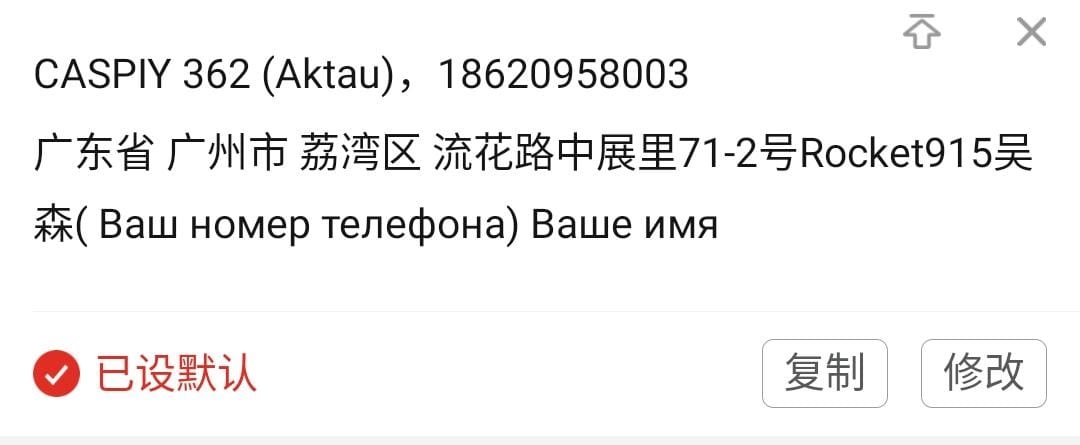 CASPIY 362 (Aktau)，18620958003
广东省 广州市 荔湾区 流花路中展里71-2号Rocket915吴
森( Ваш номер телефона) Ваше имя
已设默认
复制
修改